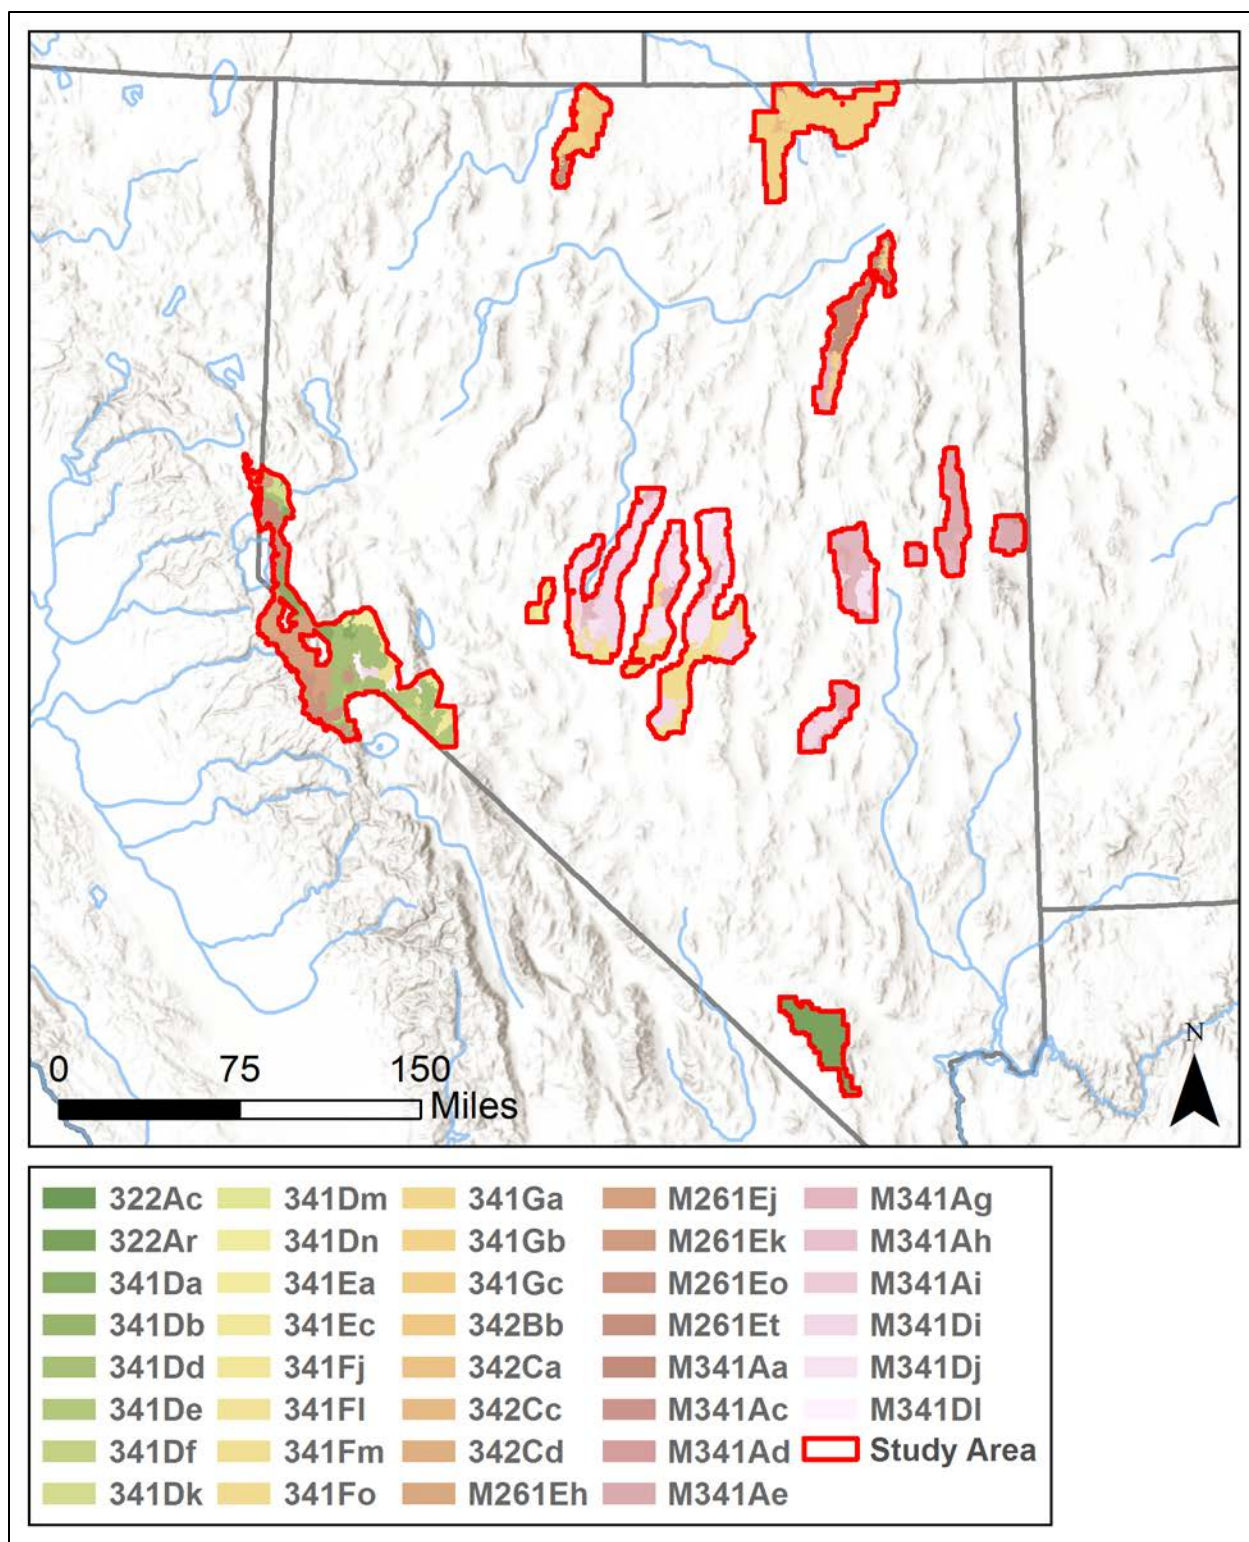 N
0 75 150
Miles
322Ac 341Dm 341Ga M261Ej M341Ag
322Ar 341Dn 341Gb M261Ek M341Ah
341Da 341Ea 341Gc M261Eo M341Ai
341Db 341Ec 342Bb M261Et M341Di
341Dd 341Fj 342Ca M341Aa M341Dj
341De 341Fl 342Cc M341Ac M341Dl
341Df 341Fm 342Cd M341Ad Study Area
341Dk 341Fo M261Eh M341Ae